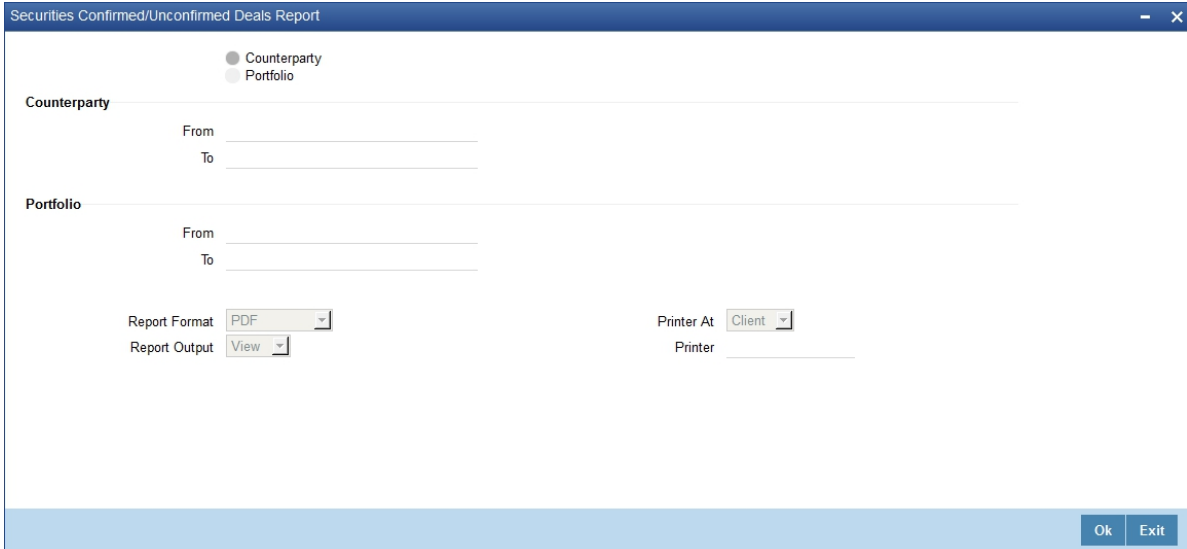 Securities Confirmed/Unconfirmed Deals Report
Counterparty
Portfolio
Counterparty
From
To
Portfolio
From
To
Report Format PDF Printer At Client
Report Output View Printer
Ok Exit